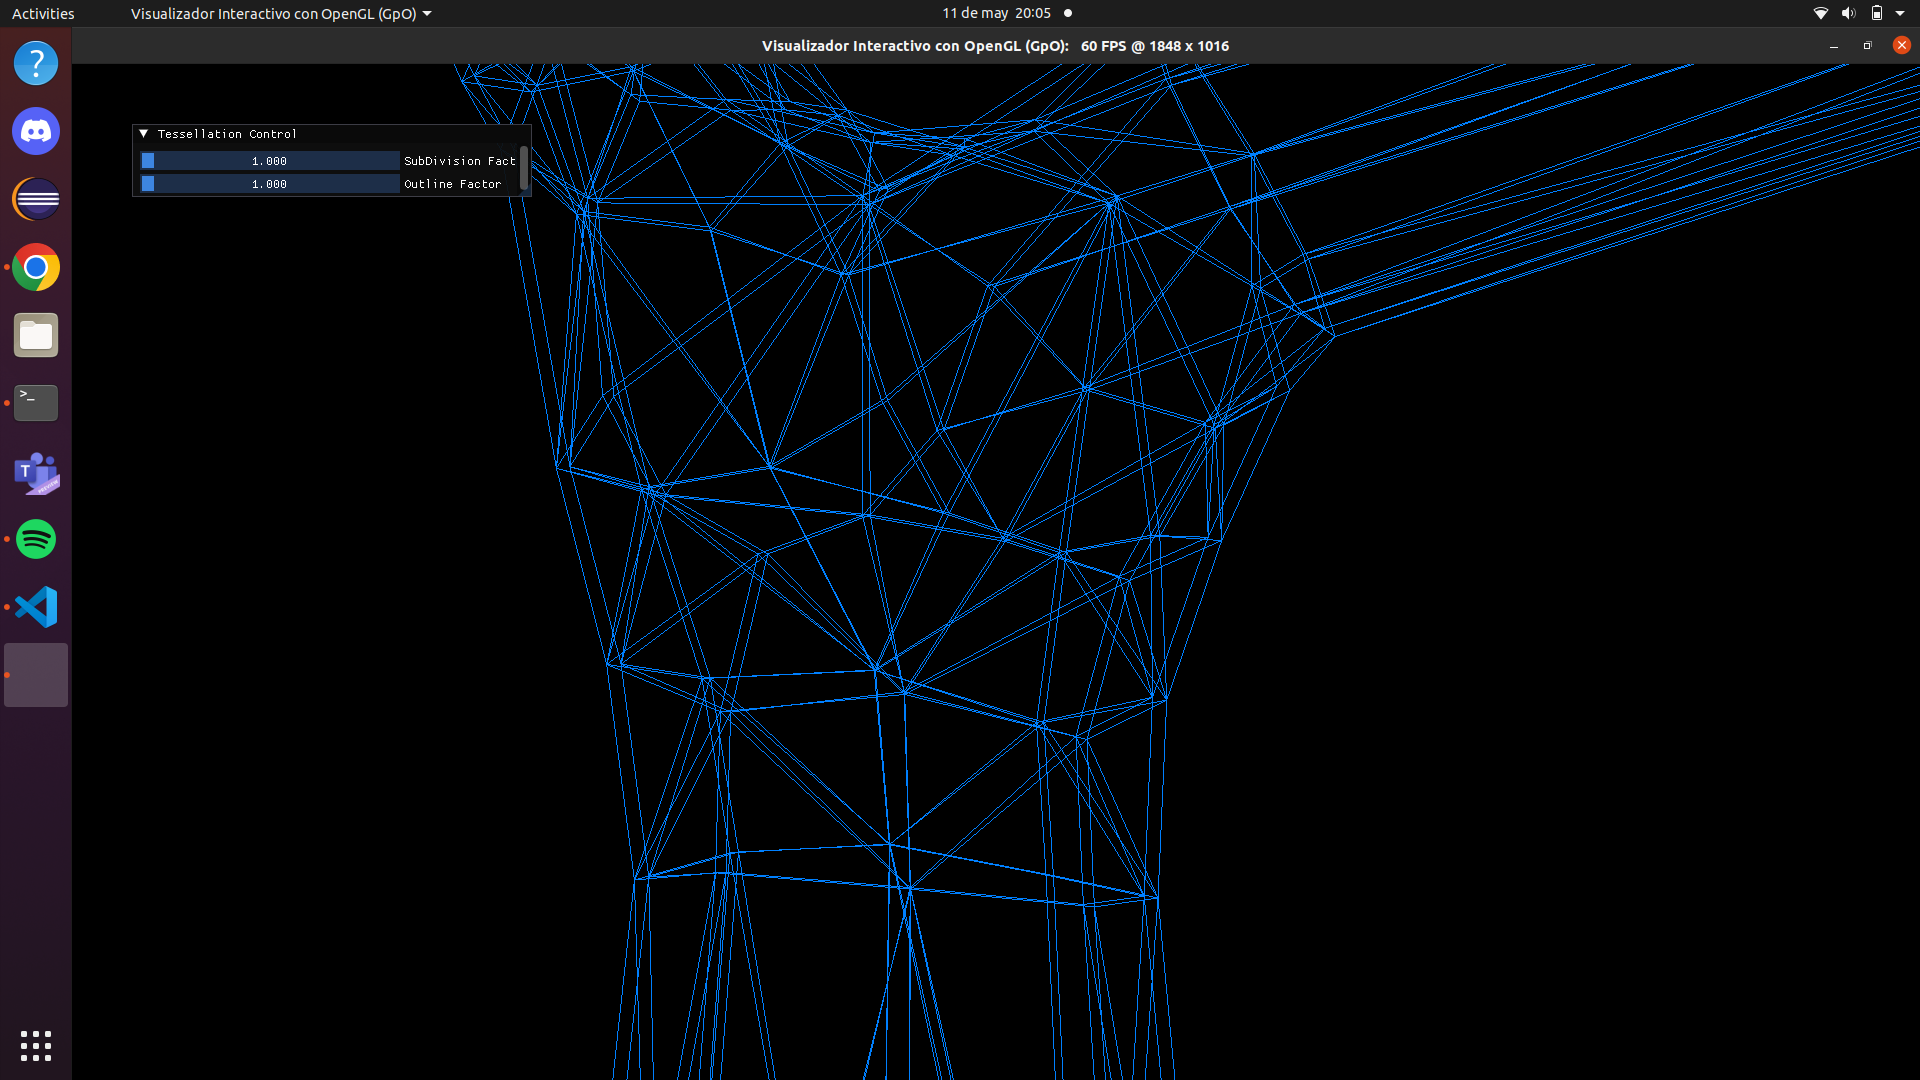 Activities
Visualizador Interactivo con OpenGL (GpO)
11 de may 20:05
Visualizador Interactivo con OpenGL (GpO): 60 FPS @ 1848 x 1016
Tessellation Control
1.000 SubDivision Fact
1.000 Outline Factor
?
>_
T